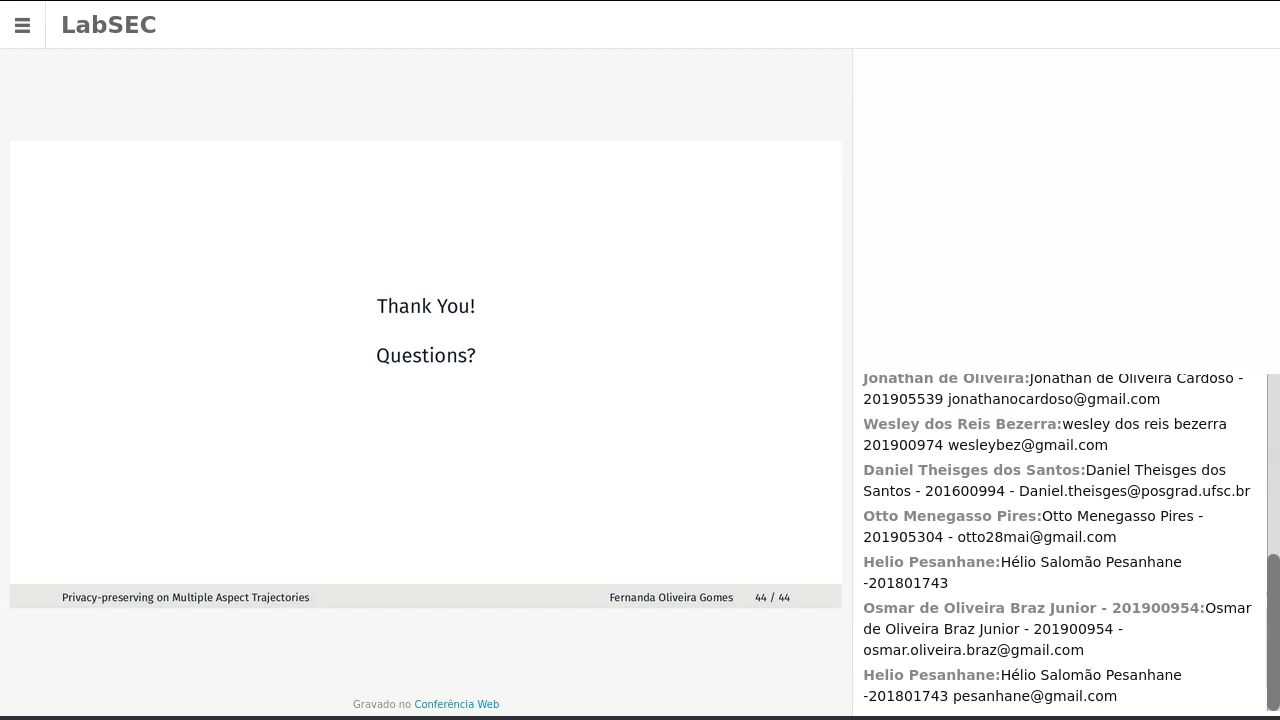 LabSEC
Thank You!
Questions?
Privacy-preserving on Multiple Aspect Trajectories
Fernanda Oliveira Gomes
44 / 44
Gravado no Conferência Web
Jonathan de Oliveira:Jonathan de Oliveira Cardoso -
201905539 jonathanocardoso@gmail.com
Wesley dos Reis Bezerra:wesley dos reis bezerra
201900974 wesleybez@gmail.com
Daniel Theisges dos Santos:Daniel Theisges dos
Santos - 201600994 - Daniel.theisges@posgrad.ufsc.br
Otto Menegasso Pires:Otto Menegasso Pires -
201905304 - otto28mai@gmail.com
Helio Pesanhane:Hélio Salomão Pesanhane
-201801743
Osmar de Oliveira Braz Junior - 201900954:Osmar
de Oliveira Braz Junior - 201900954 -
osmar.oliveira.braz@gmail.com
Helio Pesanhane:Hélio Salomão Pesanhane
-201801743 pesanhane@gmail.com